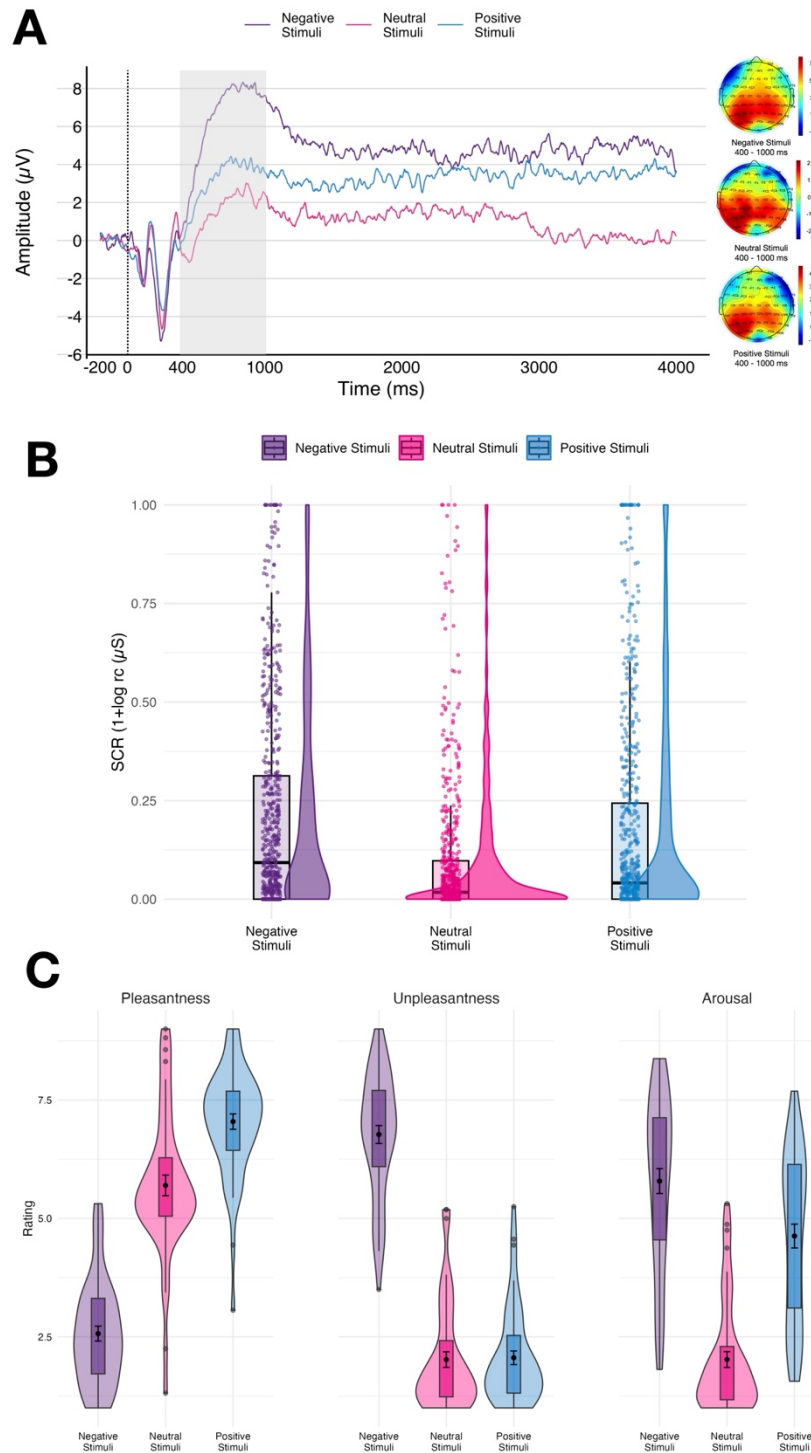 A
Negative
Stimuli
Neutral
Stimuli
Positive
Stimuli
Amplitude (µV)
8
6
4
2
0
-2
-4
-6
-200 0 400 1000 2000 3000 4000
Time (ms)
Negative Stimuli
400 - 1000 ms
Neutral Stimuli
400 - 1000 ms
Positive Stimuli
400 - 1000 ms
B
Negative Stimuli Neutral Stimuli Positive Stimuli
SCR (1+log rc (µS)
1.00
0.75
0.50
0.25
0.00
Negative
Stimuli
Neutral
Stimuli
Positive
Stimuli
C
Pleasantness Unpleasantness Arousal
Rating
7.5
5.0
2.5
Negative
Stimuli
Neutral
Stimuli
Positive
Stimuli
Negative
Stimuli
Neutral
Stimuli
Positive
Stimuli
Negative
Stimuli
Neutral
Stimuli
Positive
Stimuli